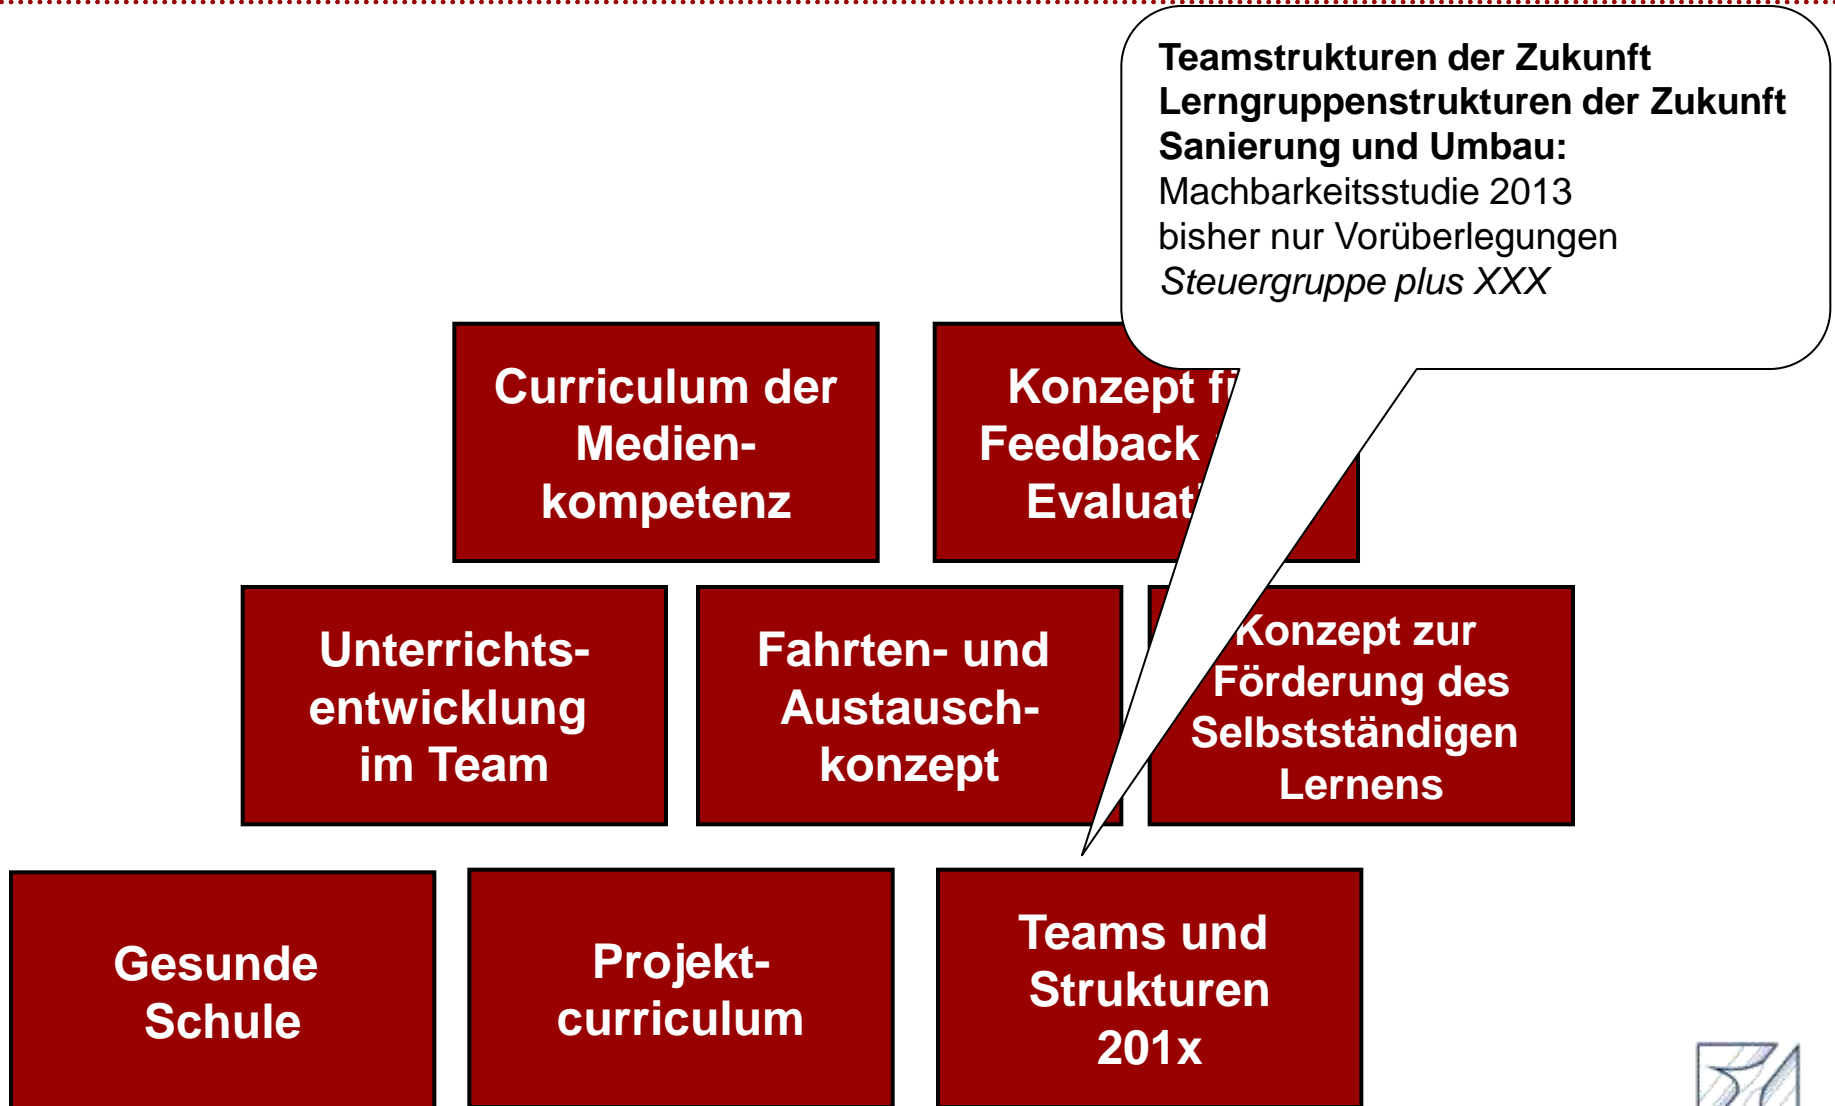 Teamstrukturen der Zukunft
Lerngruppenstrukturen der Zukunft
Sanierung und Umbau:
Machbarkeitsstudie 2013
bisher nur Vorüberlegungen
Steuergruppe plus XXX
Curriculum der
Medien-
kompetenz
Konzept
Feedback
Unterrichts-
entwicklung
im Team
Fahrten- und
Austausch-
konzept
Konzept zur
Förderung des
Selbstständigen
Lernens
Gesunde
Schule
Projekt-
curriculum
Teams und
Strukturen
201x